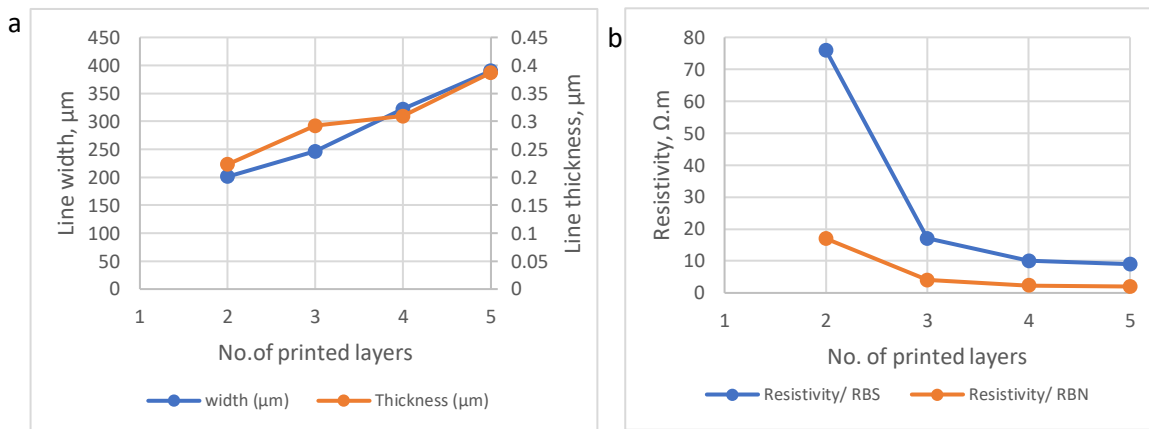 a
450
400
350
300
250
200
150
100
50
0
Line width, µm
0.45
0.4
0.35
0.3
0.25
0.2
0.15
0.1
0.05
0
Line thickness, µm
1 2 3 4 5
No.of printed layers
width (µm) Thickness (µm)
b
80
70
60
50
40
30
20
10
0
Resistivity, Ω.m
1 2 3 4 5
No. of printed layers
Resistivity/ RBS Resistivity/ RBN